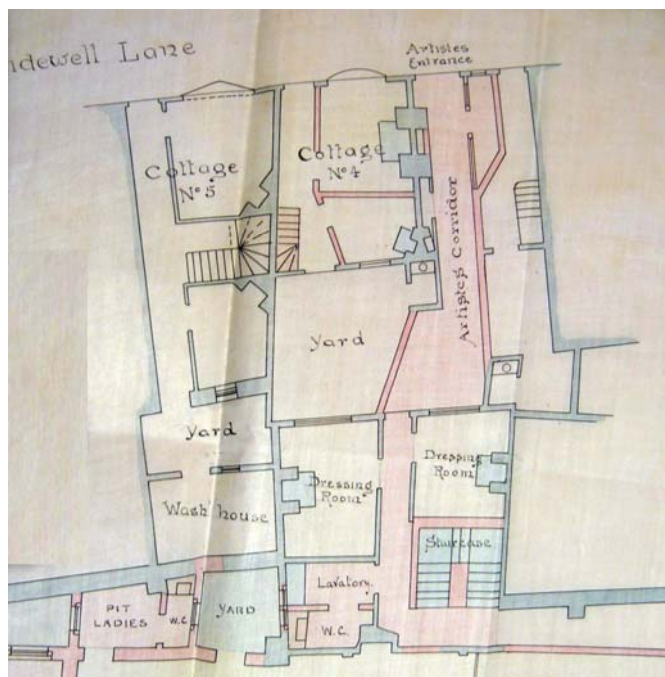 ndewell Lane
Artistes
Entrance
Cottage
No 5
Cottage
No 4
Artistes Corridor
Yard
Yard
Dressing
Room
Dressing
Room
Wash house
Staircase
Lavatory.
PIT
LADIES
W.C
YARD
W.C.